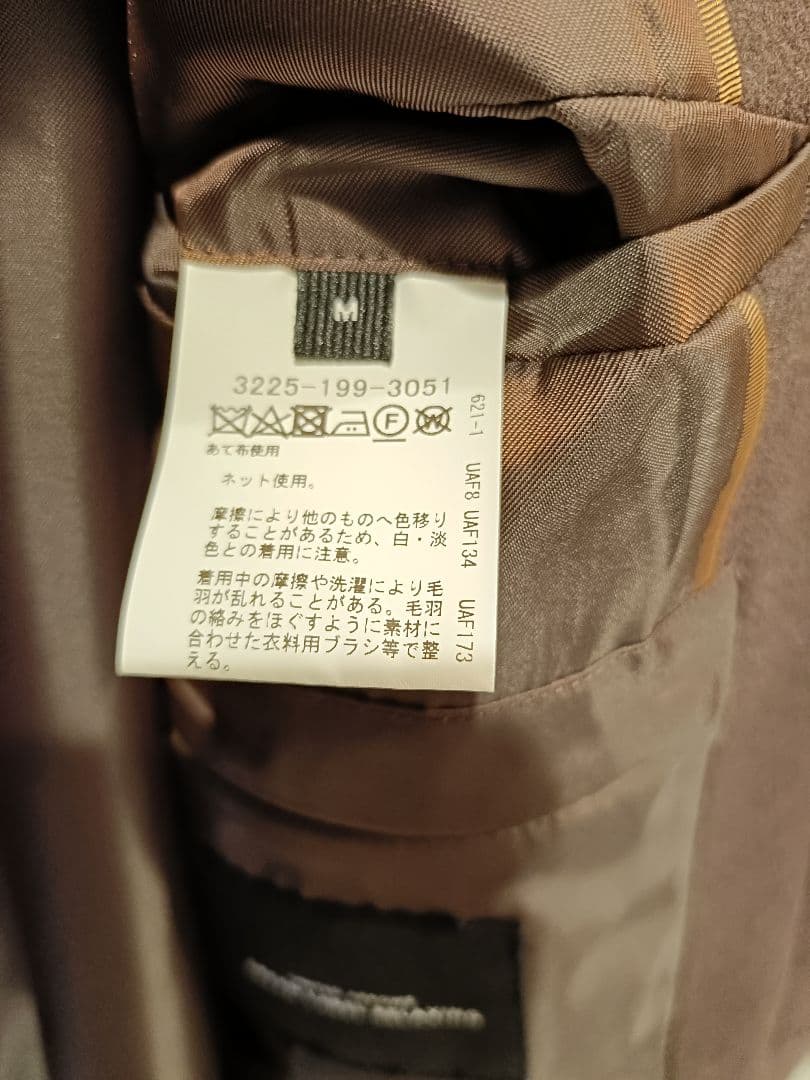 M
3225-199-3051
F
W
あて布使用
ネット使用。
摩擦により他のものへ色移り
することがあるため、白・淡
色との着用に注意。
着用中の摩擦や洗濯により毛
羽が乱れることがある。毛羽
の絡みをほぐすように素材に
合わせた衣料用ブラシ等で整
える。
621-1 UAF8 UAF134 UAF173